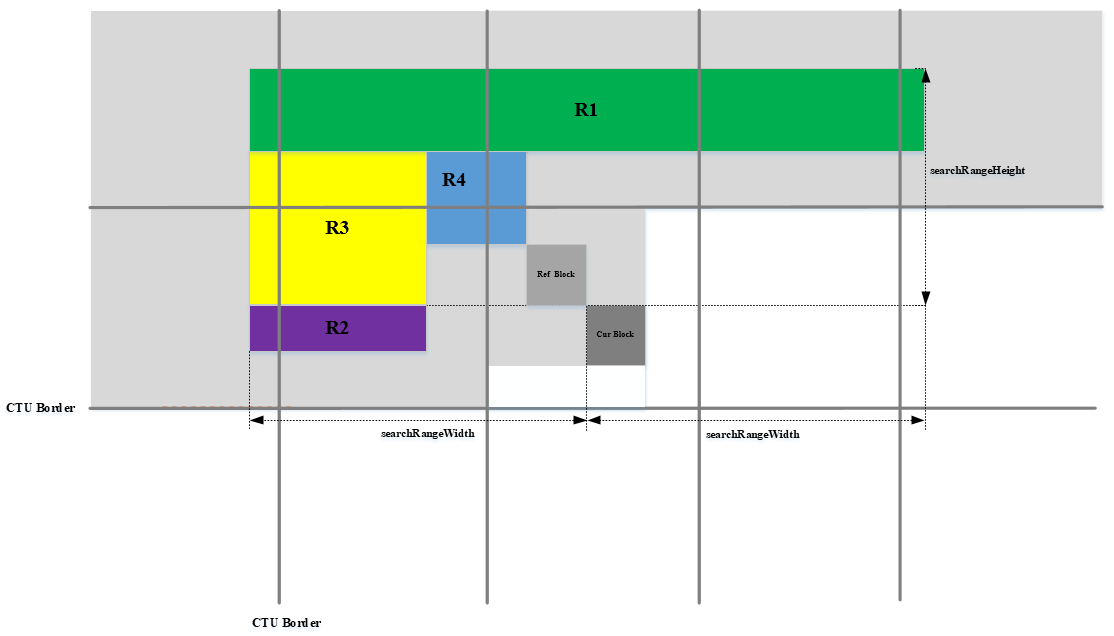 R1
searchRangeHeight
R4
R3
Ref Block
R2
Cur Block
CTU Border
searchRangeWidth
searchRangeWidth
CTU Border